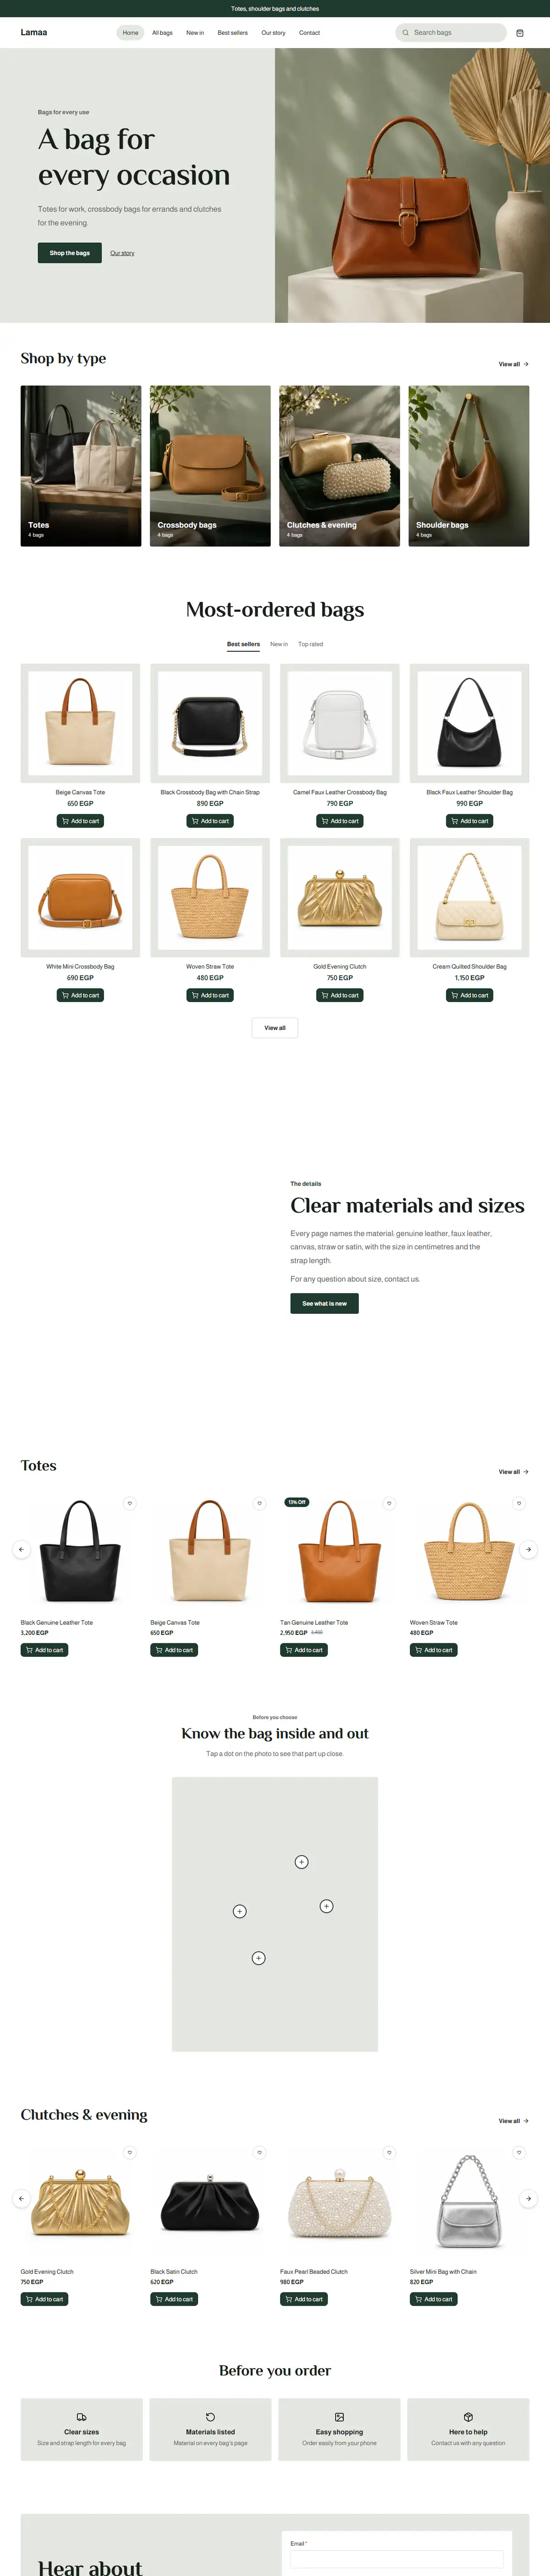 Totes, shoulder bags and clutches
Lamaa
Home
All bags
New in
Best sellers
Our story
Contact
Search bags
Bags for every use
A bag for
every occasion
Totes for work, crossbody bags for errands and clutches
for the evening.
Shop the bags
Our story
Shop by type
View all
Totes
4 bags
Crossbody bags
4 bags
Clutches & evening
4 bags
Shoulder bags
4 bags
Most-ordered bags
Best sellers
New in
Top rated
Beige Canvas Tote
650 EGP
Add to cart
Black Crossbody Bag with Chain Strap
890 EGP
Add to cart
Camel Faux Leather Crossbody Bag
790 EGP
Add to cart
Black Faux Leather Shoulder Bag
990 EGP
Add to cart
White Mini Crossbody Bag
690 EGP
Add to cart
Woven Straw Tote
480 EGP
Add to cart
Gold Evening Clutch
750 EGP
Add to cart
Cream Quilted Shoulder Bag
1,150 EGP
Add to cart
View all
The details
Clear materials and sizes
Every page names the material: genuine leather, faux leather,
canvas, straw or satin, with the size in centimetres and the
strap length.
For any question about size, contact us.
See what is new
Totes
View all
Black Genuine Leather Tote
3,200 EGP
Add to cart
Beige Canvas Tote
650 EGP
Add to cart
13% Off
Tan Genuine Leather Tote
2,950 EGP 3,400
Add to cart
Woven Straw Tote
480 EGP
Add to cart
Before you choose
Know the bag inside and out
Tap a dot on the photo to see that part up close.
Clutches & evening
View all
Gold Evening Clutch
750 EGP
Add to cart
Black Satin Clutch
620 EGP
Add to cart
Faux Pearl Beaded Clutch
980 EGP
Add to cart
Silver Mini Bag with Chain
820 EGP
Add to cart
Before you order
Clear sizes
Size and strap length for every bag
Materials listed
Material on every bag's page
Easy shopping
Order easily from your phone
Here to help
Contact us with any question
Hear about
Email *